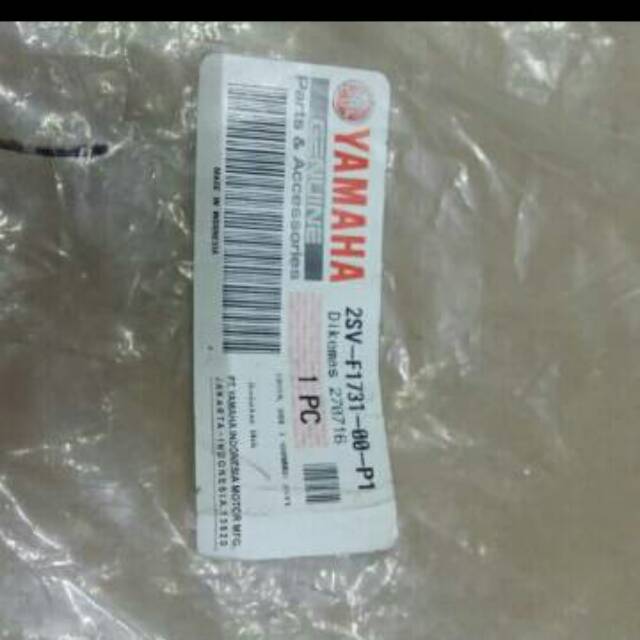 YAMAHA
GENUINE
Parts & Accessories
MADE IN INDONESIA
2SV-F1731-00-P1
Dikemas 270716
1 PC
PT.YAMAHA INDONESIA MOTOR MFG.
JAKARTA-INDONESIA